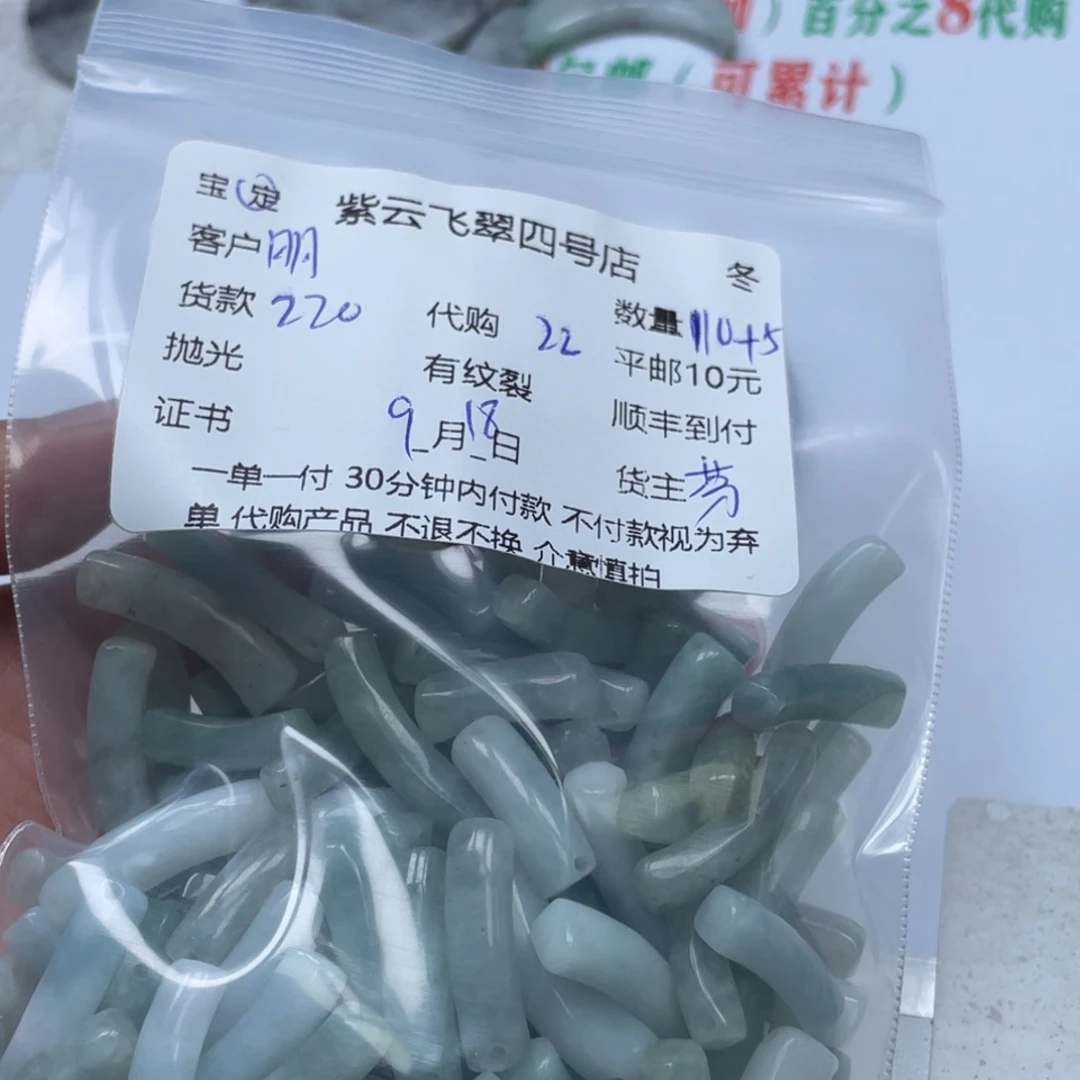 百分之8代购
（可累计）
宝 定 紫云飞翠四号店 冬
客户 明
货款 220 代购 22 数量 110+5
抛光 有纹裂 平邮10元
证书 9月18日 顺丰到付
货主
一单一付 30分钟内付款 不付款视为弃
单 代购产品 不退不换 介意慎拍